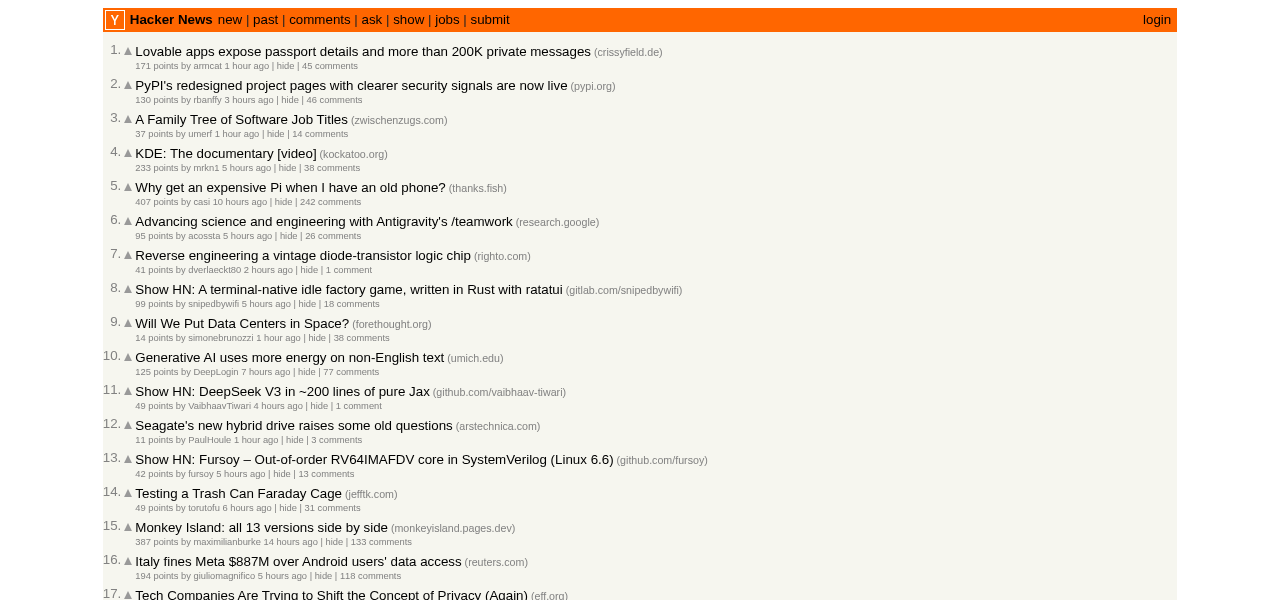 Y Hacker News new | past | comments | ask | show | jobs | submit login
1. Lovable apps expose passport details and more than 200K private messages (crissyfield.de)
171 points by armcat 1 hour ago | hide | 45 comments
2. PyPI's redesigned project pages with clearer security signals are now live (pypi.org)
130 points by rbanffy 3 hours ago | hide | 46 comments
3. A Family Tree of Software Job Titles (zwischenzugs.com)
37 points by umerf 1 hour ago | hide | 14 comments
4. KDE: The documentary [video] (kockatoo.org)
233 points by mrkn1 5 hours ago | hide | 38 comments
5. Why get an expensive Pi when I have an old phone? (thanks.fish)
407 points by casi 10 hours ago | hide | 242 comments
6. Advancing science and engineering with Antigravity's /teamwork (research.google)
95 points by acossta 5 hours ago | hide | 26 comments
7. Reverse engineering a vintage diode-transistor logic chip (righto.com)
41 points by dverlaeckt80 2 hours ago | hide | 1 comment
8. Show HN: A terminal-native idle factory game, written in Rust with ratatui (gitlab.com/snipedbywifi)
99 points by snipedbywifi 5 hours ago | hide | 18 comments
9. Will We Put Data Centers in Space? (forethought.org)
14 points by simonebrunozzi 1 hour ago | hide | 38 comments
10. Generative AI uses more energy on non-English text (umich.edu)
125 points by DeepLogin 7 hours ago | hide | 77 comments
11. Show HN: DeepSeek V3 in ~200 lines of pure Jax (github.com/vaibhaav-tiwari)
49 points by VaibhaavTiwari 4 hours ago | hide | 1 comment
12. Seagate's new hybrid drive raises some old questions (arstechnica.com)
11 points by PaulHoule 1 hour ago | hide | 3 comments
13. Show HN: Fursoy – Out-of-order RV64IMAFDV core in SystemVerilog (Linux 6.6) (github.com/fursoy)
42 points by fursoy 5 hours ago | hide | 13 comments
14. Testing a Trash Can Faraday Cage (jefftk.com)
49 points by torutofu 6 hours ago | hide | 31 comments
15. Monkey Island: all 13 versions side by side (monkeyisland.pages.dev)
387 points by maximilianburke 14 hours ago | hide | 133 comments
16. Italy fines Meta $887M over Android users' data access (reuters.com)
194 points by giuliomagnifico 5 hours ago | hide | 118 comments
17. Tech Companies Are Trying to Shift the Concept of Privacy (Again) (eff.org)